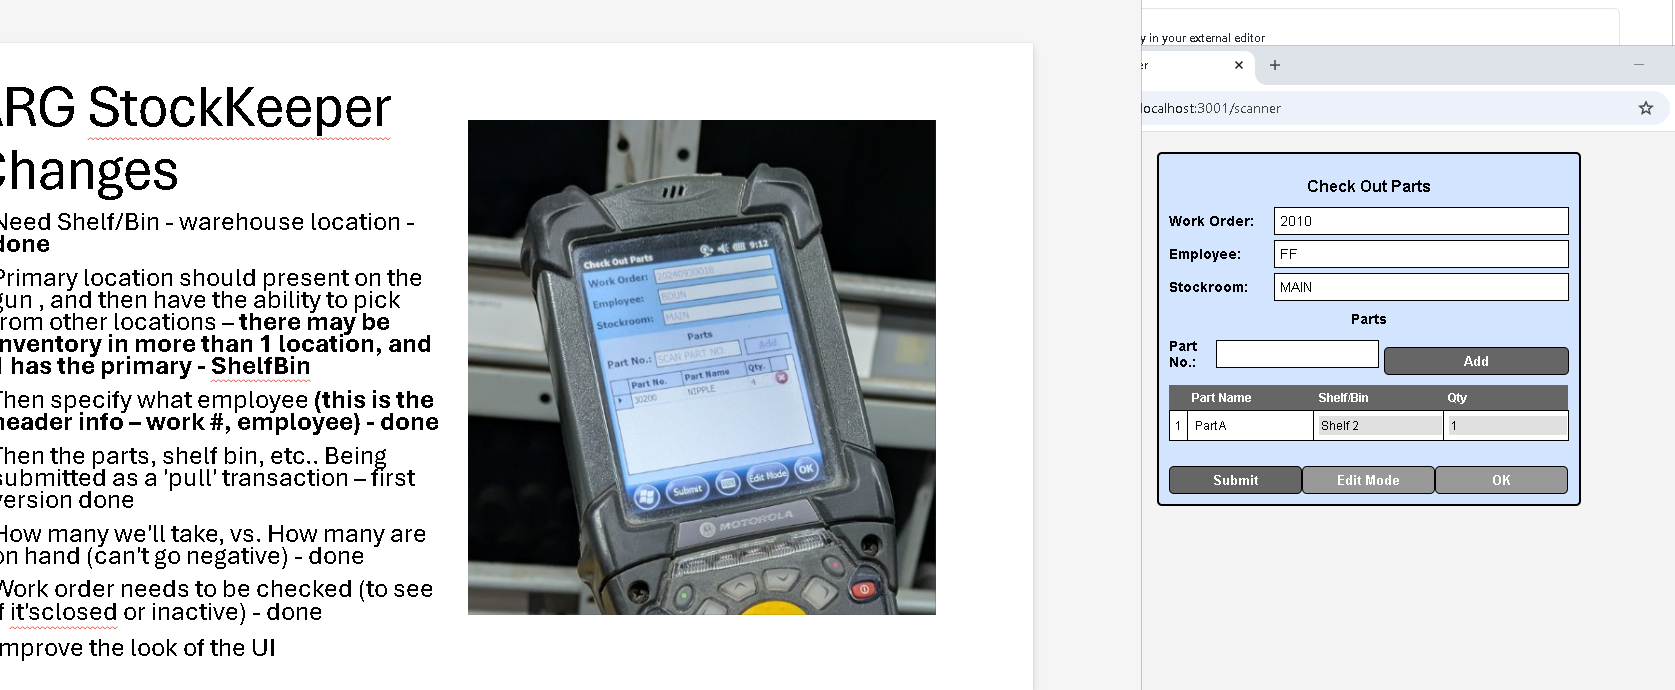 RG StockKeeper
Changes
Need Shelf/Bin - warehouse location -
done
Primary location should present on the
gun , and then have the ability to pick
from other locations – there may be
inventory in more than 1 location, and
1 has the primary - ShelfBin
Then specify what employee (this is the
header info – work #, employee) - done
Then the parts, shelf bin, etc.. Being
submitted as a 'pull' transaction – first
version done
How many we'll take, vs. How many are
on hand (can't go negative) - done
Work order needs to be checked (to see
if it'sclosed or inactive) - done
Improve the look of the UI
9:12
Check Out Parts
Work Order:
Employee:
Stockroom: MAIN
Parts
Part No.: SCAN PART NO. Add
Part No. Part Name Qty.
30200 NIPPLE 4
Submit Edit Mode OK
MOTOROLA
y in your external editor
er
localhost:3001/scanner
Check Out Parts
Work Order: 2010
Employee: FF
Stockroom: MAIN
Parts
Part
No.:
Add
Part Name Shelf/Bin Qty
1 PartA Shelf 2 1
Submit Edit Mode OK